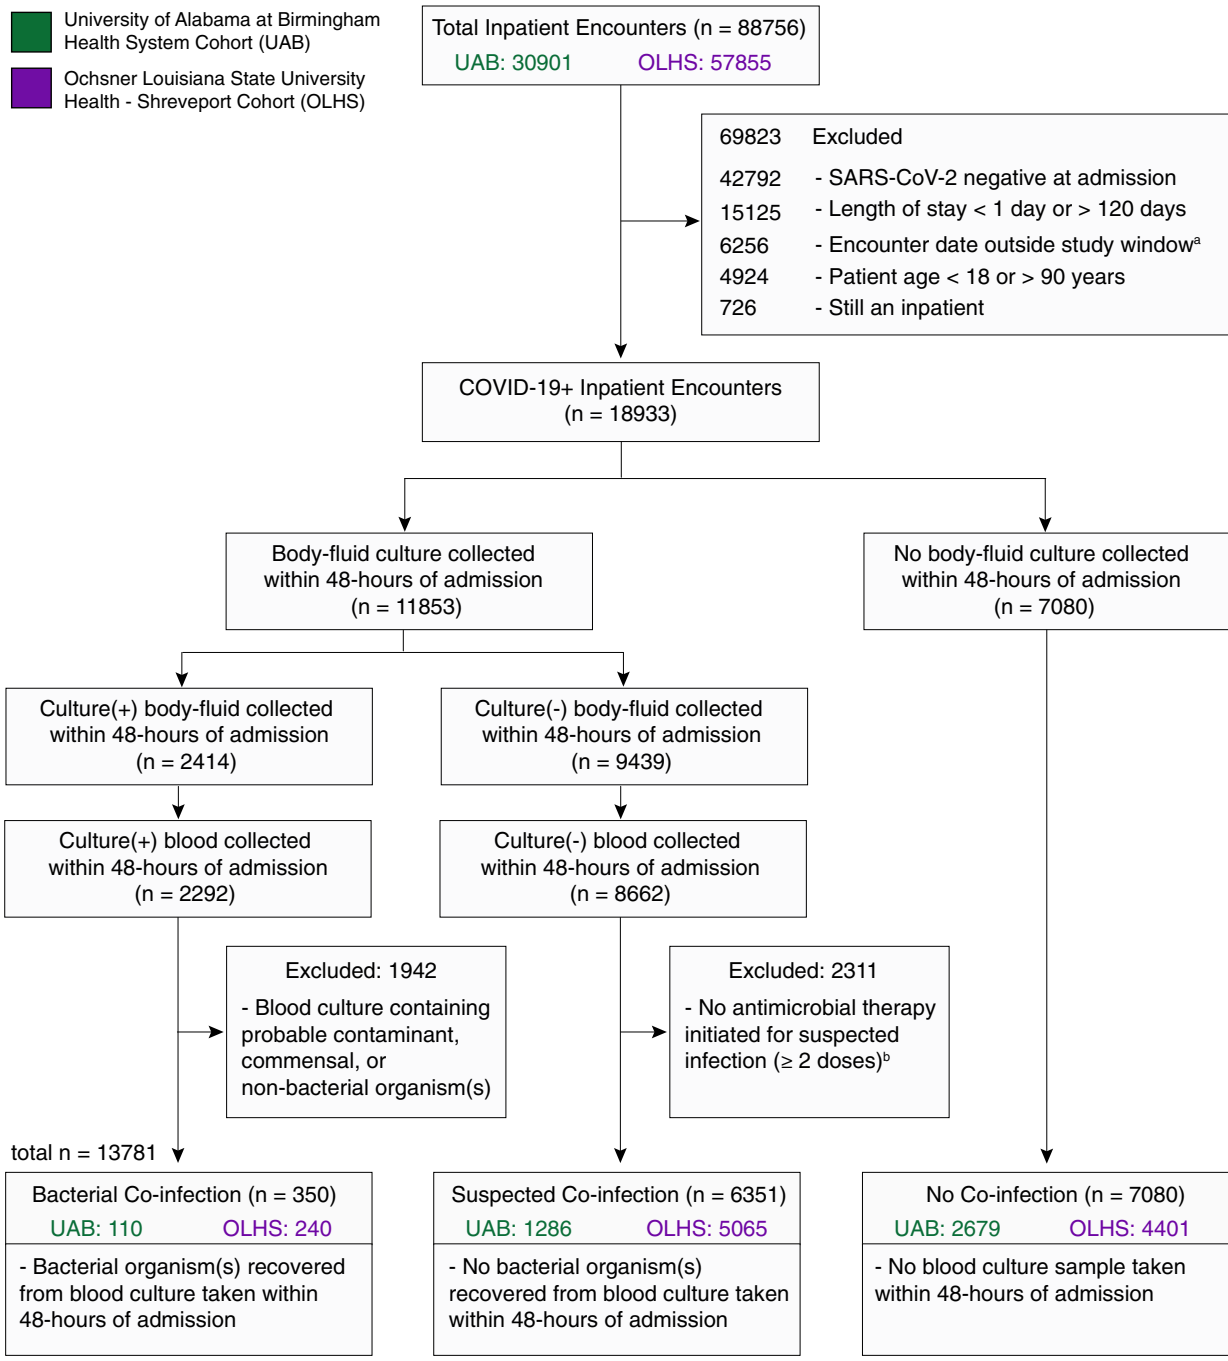 University of Alabama at Birmingham
Health System Cohort (UAB)
Ochsner Louisiana State University
Health - Shreveport Cohort (OLHS)
Total Inpatient Encounters (n = 88756)
UAB: 30901 OLHS: 57855
69823 Excluded
42792 - SARS-CoV-2 negative at admission
15125 - Length of stay < 1 day or > 120 days
6256 - Encounter date outside study windowᵃ
4924 - Patient age < 18 or > 90 years
726 - Still an inpatient
COVID-19+ Inpatient Encounters
(n = 18933)
Body-fluid culture collected
within 48-hours of admission
(n = 11853)
No body-fluid culture collected
within 48-hours of admission
(n = 7080)
Culture(+) body-fluid collected
within 48-hours of admission
(n = 2414)
Culture(-) body-fluid collected
within 48-hours of admission
(n = 9439)
Culture(+) blood collected
within 48-hours of admission
(n = 2292)
Culture(-) blood collected
within 48-hours of admission
(n = 8662)
Excluded: 1942
- Blood culture containing
probable contaminant,
commensal, or
non-bacterial organism(s)
Excluded: 2311
- No antimicrobial therapy
initiated for suspected
infection (≥ 2 doses)ᵇ
total n = 13781
Bacterial Co-infection (n = 350)
UAB: 110 OLHS: 240
- Bacterial organism(s) recovered
from blood culture taken within
48-hours of admission
Suspected Co-infection (n = 6351)
UAB: 1286 OLHS: 5065
- No bacterial organism(s)
recovered from blood culture taken
within 48-hours of admission
No Co-infection (n = 7080)
UAB: 2679 OLHS: 4401
- No blood culture sample taken
within 48-hours of admission